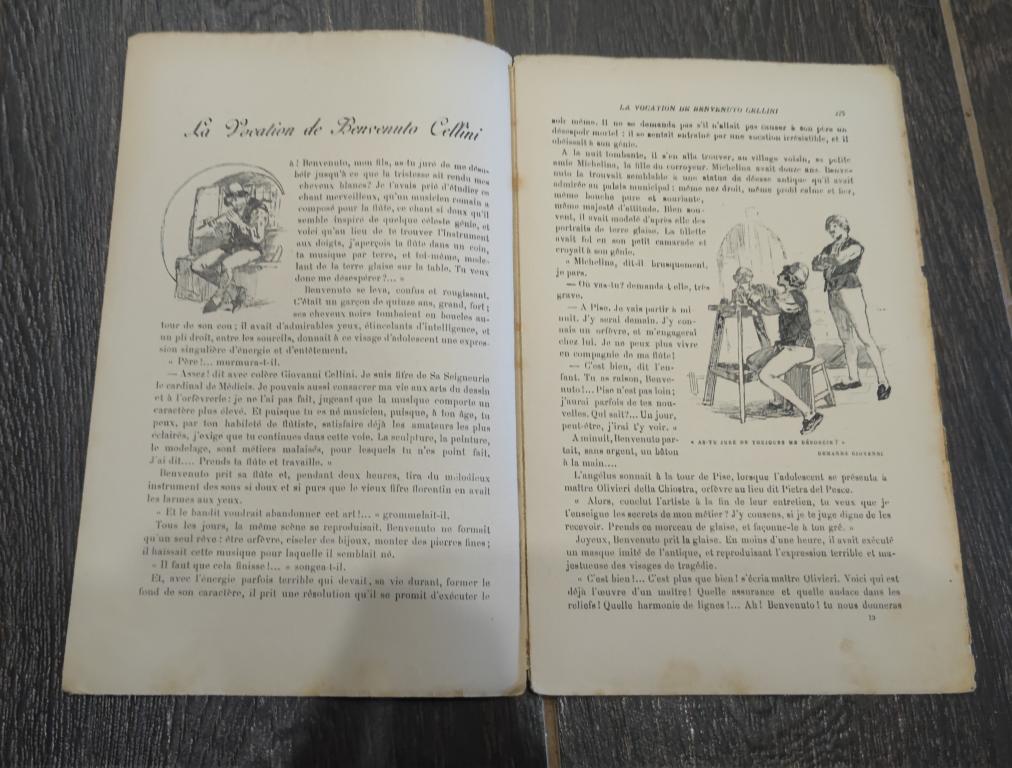 La Vocation de Benvenuto Cellini
à! Benvenuto, mon fils, as-tu juré de me désobéir
jusqu'à ce que la tristesse ait rendu mes
cheveux blancs? Je t'avais prié d'étudier ce
chant merveilleux, qu'un musicien romain a
composé pour la flûte, ce chant si doux qu'il
semble inspiré de quelque céleste génie, et
voici qu'au lieu de te trouver l'instrument
aux doigts, j'aperçois ta flûte dans un coin,
ta musique par terre, et toi-même, modelant
de la terre glaise sur la table. Tu veux
donc me désespérer?... »
Benvenuto se leva, confus et rougissant.
C'était un garçon de quinze ans, grand, fort;
ses cheveux noirs tombaient en boucles autour
de son cou; il avait d'admirables yeux, étincelants d'intelligence, et
un pli droit, entre les sourcils, donnait à ce visage d'adolescent une expression
singulière d'énergie et d'entêtement.
« Père!... murmura-t-il.
— Assez! dit avec colère Giovanni Cellini. Je suis fifre de Sa Seigneurie
le cardinal de Médicis. Je pouvais aussi consacrer ma vie aux arts du dessin
et à l'orfèvrerie: je ne l'ai pas fait, jugeant que la musique comporte un
caractère plus élevé. Et puisque tu es né musicien, puisque, à ton âge, tu
peux, par ton habileté de flûtiste, satisfaire déjà les amateurs les plus
éclairés, j'exige que tu continues dans cette voie. La sculpture, la peinture,
le modelage, sont métiers malaisés, pour lesquels tu n'es point fait.
J'ai dit.... Prends ta flûte et travaille. »
Benvenuto prit sa flûte et, pendant deux heures, tira du mélodieux
instrument des sons si doux et si purs que le vieux fifre florentin en avait
les larmes aux yeux.
« Et le bandit voudrait abandonner cet art!... » grommelait-il.
Tous les jours, la même scène se reproduisait. Benvenuto ne formait
qu'un seul rêve: être orfèvre, ciseler des bijoux, monter des pierres fines;
il haïssait cette musique pour laquelle il semblait né.
« Il faut que cela finisse!... » songea-t-il.
Et, avec l'énergie parfois terrible qui devait, sa vie durant, former le
fond de son caractère, il prit une résolution qu'il se promit d'exécuter le
LA VOCATION DE BENVENUTO CELLINI
soir même. Il ne se demanda pas s'il n'allait pas causer à son père un
désespoir mortel: il se sentait entraîné par une vocation irrésistible, et il
obéissait à son génie.
A la nuit tombante, il s'en alla trouver, au village voisin, sa petite
amie Michelina, la fille du corroyeur. Michelina avait douze ans. Benvenuto
la trouvait semblable à une statue de déesse antique qu'il avait
admirée au palais municipal: même nez droit, même profil calme et fier,
même bouche pure et souriante,
même majesté d'attitude. Bien souvent,
il avait modelé d'après elle des
portraits de terre glaise. La fillette
avait foi en son petit camarade et
croyait à son génie.
« Michelina, dit-il brusquement,
je pars.
— Où vas-tu? demanda-t-elle, très
grave.
— A Pise. Je vais partir à minuit.
J'y serai demain. J'y connais
un orfèvre, et m'engagerai
chez lui. Je ne peux plus vivre
en compagnie de ma flûte!
— C'est bien, dit l'enfant.
Tu as raison, Benvenuto!...
Pise n'est pas loin;
j'aurai parfois de tes nouvelles.
Qui sait?... Un jour,
peut-être, j'irai t'y voir. »
A minuit, Benvenuto partait,
sans argent, un bâton
à la main....
« AS-TU JURÉ DE TOUJOURS ME DÉSOBÉIR? »
DEMANDE GIOVANNI
L'angélus sonnait à la tour de Pise, lorsque l'adolescent se présenta à
maître Olivieri della Chiostra, orfèvre au lieu dit Pietra del Pesce.
« Alors, conclut l'artiste à la fin de leur entretien, tu veux que je
t'enseigne les secrets de mon métier? J'y consens, si je te juge digne de les
recevoir. Prends ce morceau de glaise, et façonne-le à ton gré. »
Joyeux, Benvenuto prit la glaise. En moins d'une heure, il avait exécuté
un masque imité de l'antique, et reproduisant l'expression terrible et majestueuse
des visages de tragédie.
« C'est bien!... C'est plus que bien! s'écria maître Olivieri. Voici qui est
déjà l'œuvre d'un maître! Quelle assurance et quelle audace dans les
reliefs! Quelle harmonie de lignes!... Ah! Benvenuto! tu nous donneras